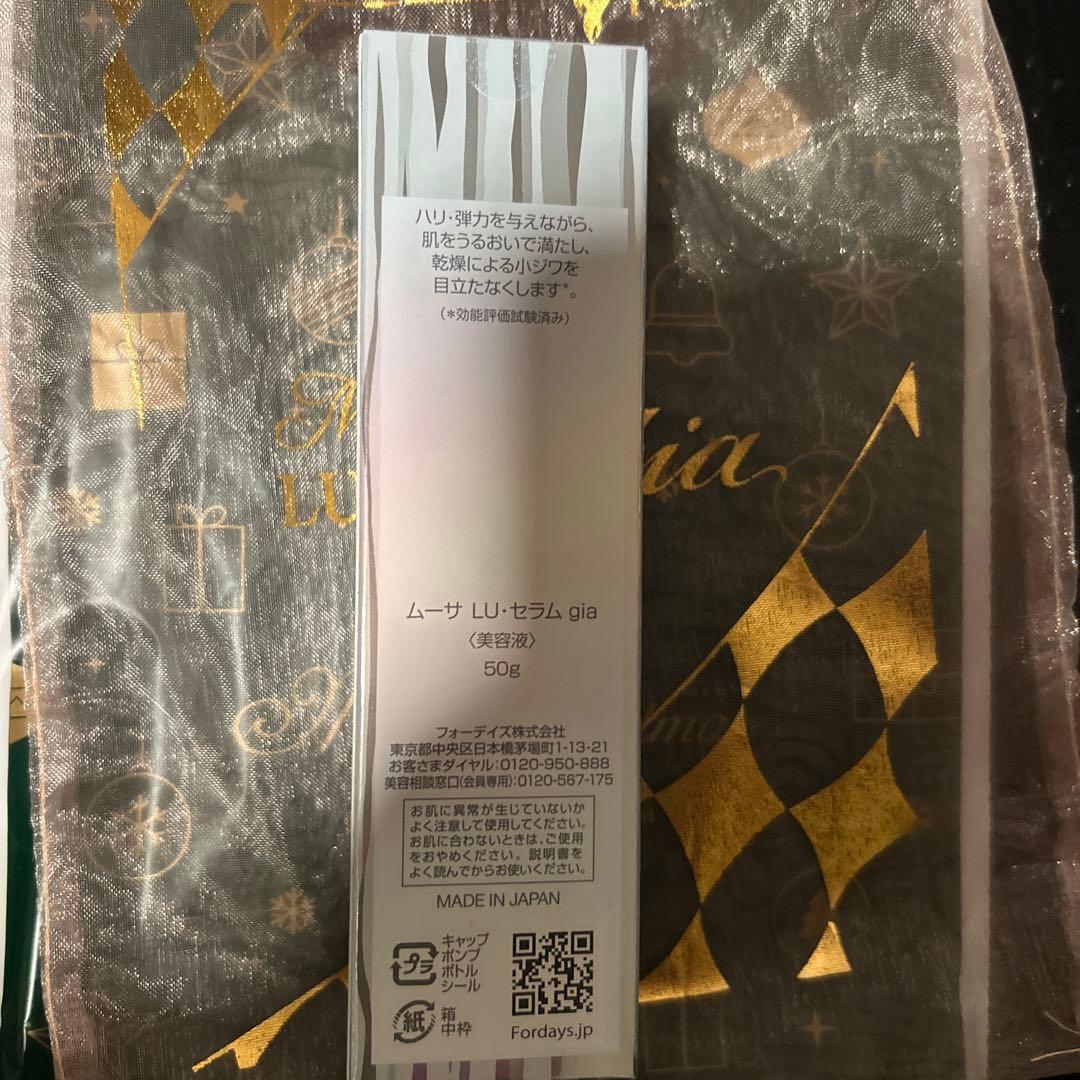 ハリ・弾力を与えながら、
肌をうるおいで満たし、
乾燥による小ジワを
目立たなくします*。
(*効能評価試験済み)
LU
gia
ムーサ LU・セラム gia
〈美容液〉
50g
フォーデイズ株式会社
東京都中央区日本橋茅場町1-13-21
お客さまダイヤル:0120-950-888
美容相談窓口(会員専用):0120-567-175
お肌に異常が生じていないか
よく注意して使用してください。
お肌に合わないときは、ご使用
をおやめください。説明書を
よく読んでからお使いください。
MADE IN JAPAN
プラ
キャップ
ポンプ
ボトル
シール
紙
箱
中枠
Fordays.jp